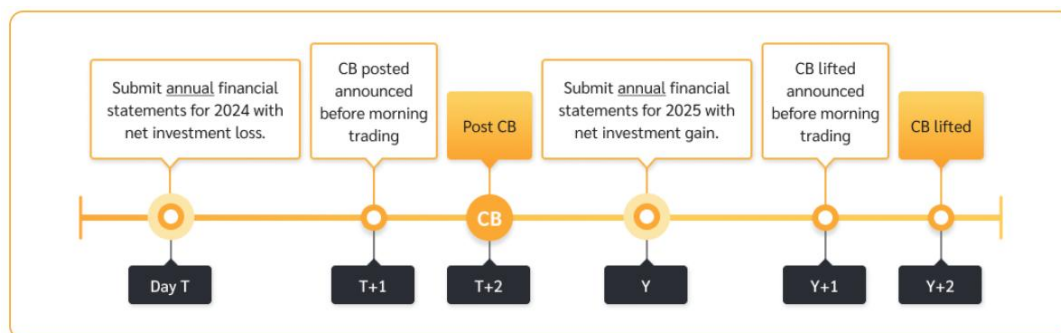 Submit annual financial
statements for 2024 with
net investment loss.
CB posted
announced
before morning
trading
Post CB
Submit annual financial
statements for 2025 with
net investment gain.
CB lifted
announced
before morning
trading
CB lifted
CB
Day T
T+1
T+2
Y
Y+1
Y+2